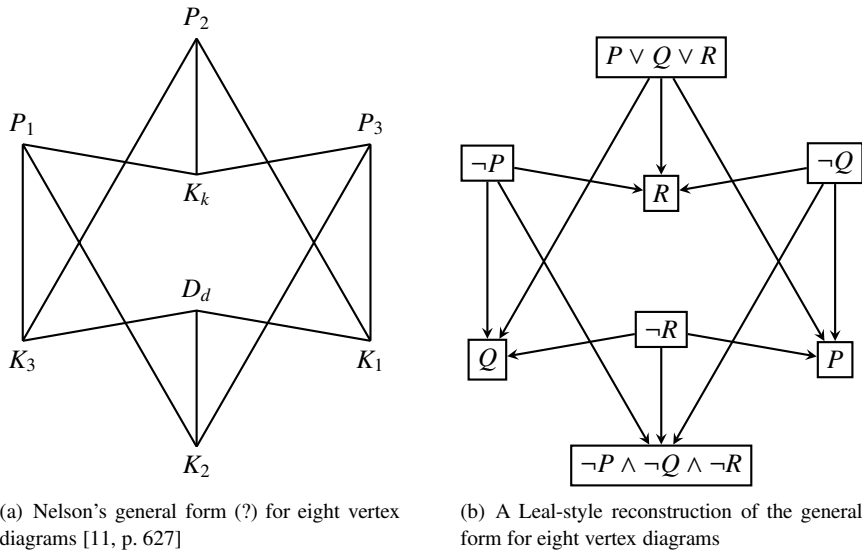 P₂
P₁
P₃
Kₖ
D_d
K₃
K₁
K₂
(a) Nelson's general form (?) for eight vertex
diagrams [11, p. 627]
P ∨ Q ∨ R
¬P
¬Q
R
¬R
Q
P
¬P ∧ ¬Q ∧ ¬R
(b) A Leal-style reconstruction of the general
form for eight vertex diagrams